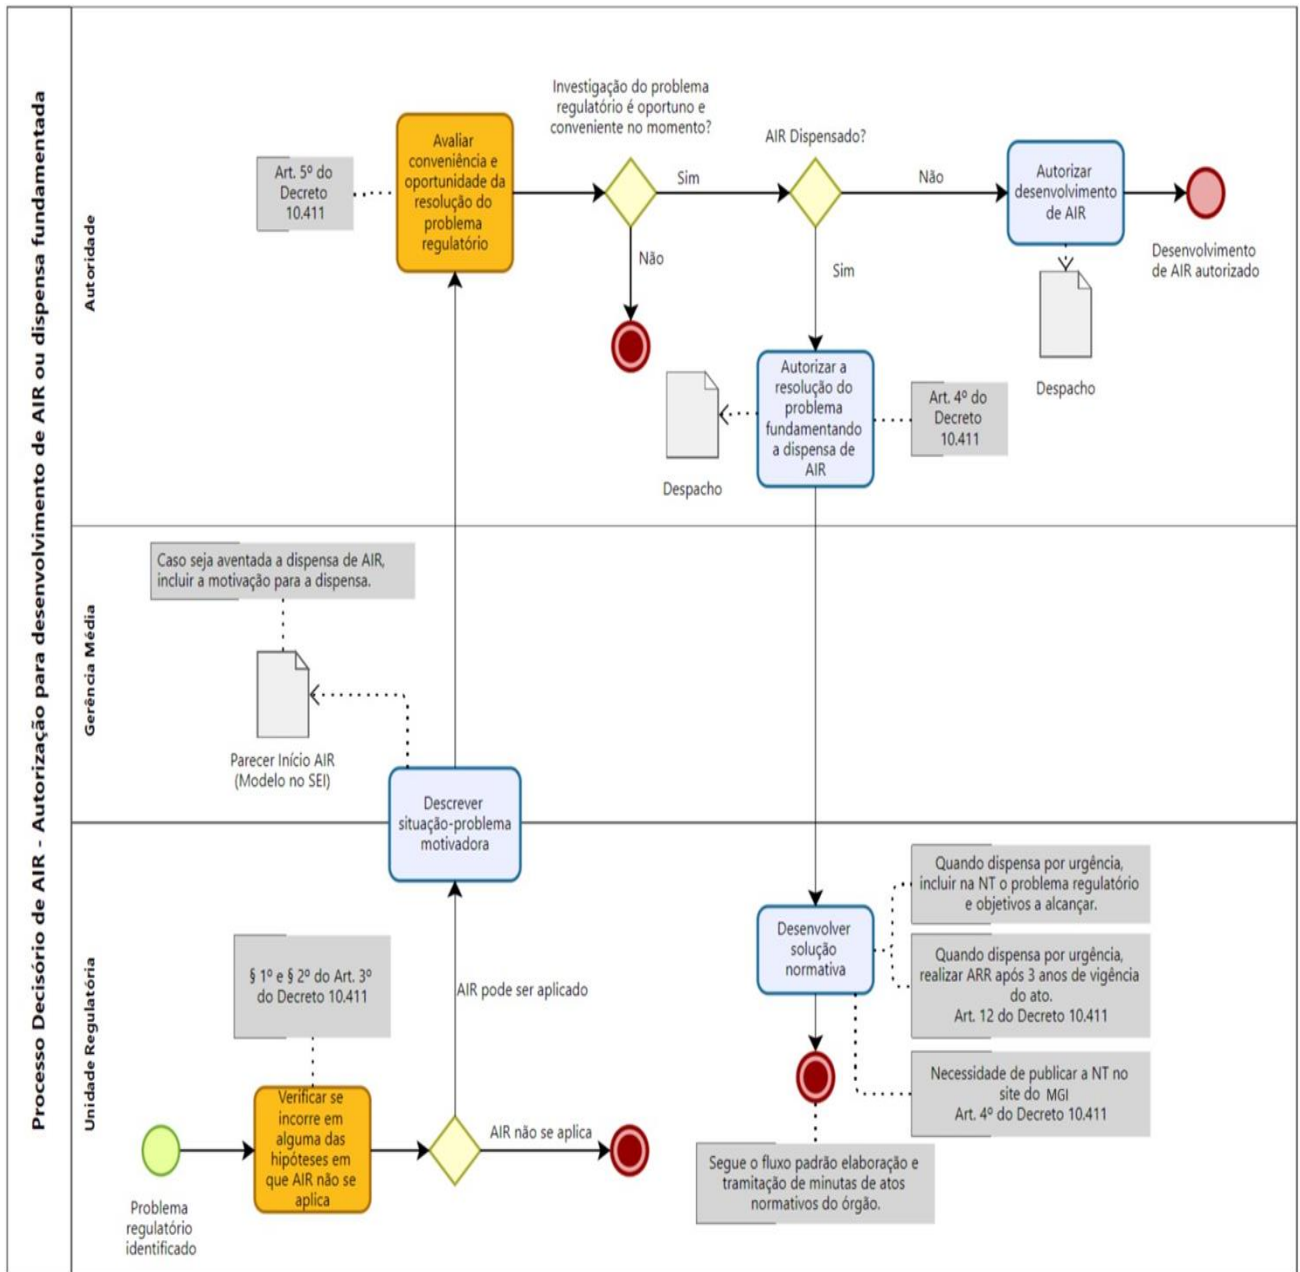 Processo Decisório de AIR - Autorização para desenvolvimento de AIR ou dispensa fundamentada
Autoridade
Art. 5º do
Decreto
10.411
Avaliar
conveniência e
oportunidade da
resolução do
problema
regulatório
Investigação do problema
regulatório é oportuno e
conveniente no momento?
Sim
Não
AIR Dispensado?
Não
Sim
Autorizar
desenvolvimento
de AIR
Desenvolvimento
de AIR autorizado
Despacho
Autorizar a
resolução do
problema
fundamentando
a dispensa de
AIR
Despacho
Art. 4º do
Decreto
10.411
Gerência Média
Caso seja aventada a dispensa de AIR,
incluir a motivação para a dispensa.
Parecer Início AIR
(Modelo no SEI)
Descrever
situação-problema
motivadora
Unidade Regulatória
§ 1º e § 2º do Art. 3º
do Decreto 10.411
AIR pode ser aplicado
Verificar se
incorre em
alguma das
hipóteses em
que AIR não se
aplica
AIR não se aplica
Problema
regulatório
identificado
Desenvolver
solução
normativa
Quando dispensa por urgência,
incluir na NT o problema regulatório
e objetivos a alcançar.
Quando dispensa por urgência,
realizar ARR após 3 anos de vigência
do ato.
Art. 12 do Decreto 10.411
Necessidade de publicar a NT no
site do MGI
Art. 4º do Decreto 10.411
Segue o fluxo padrão elaboração e
tramitação de minutas de atos
normativos do órgão.